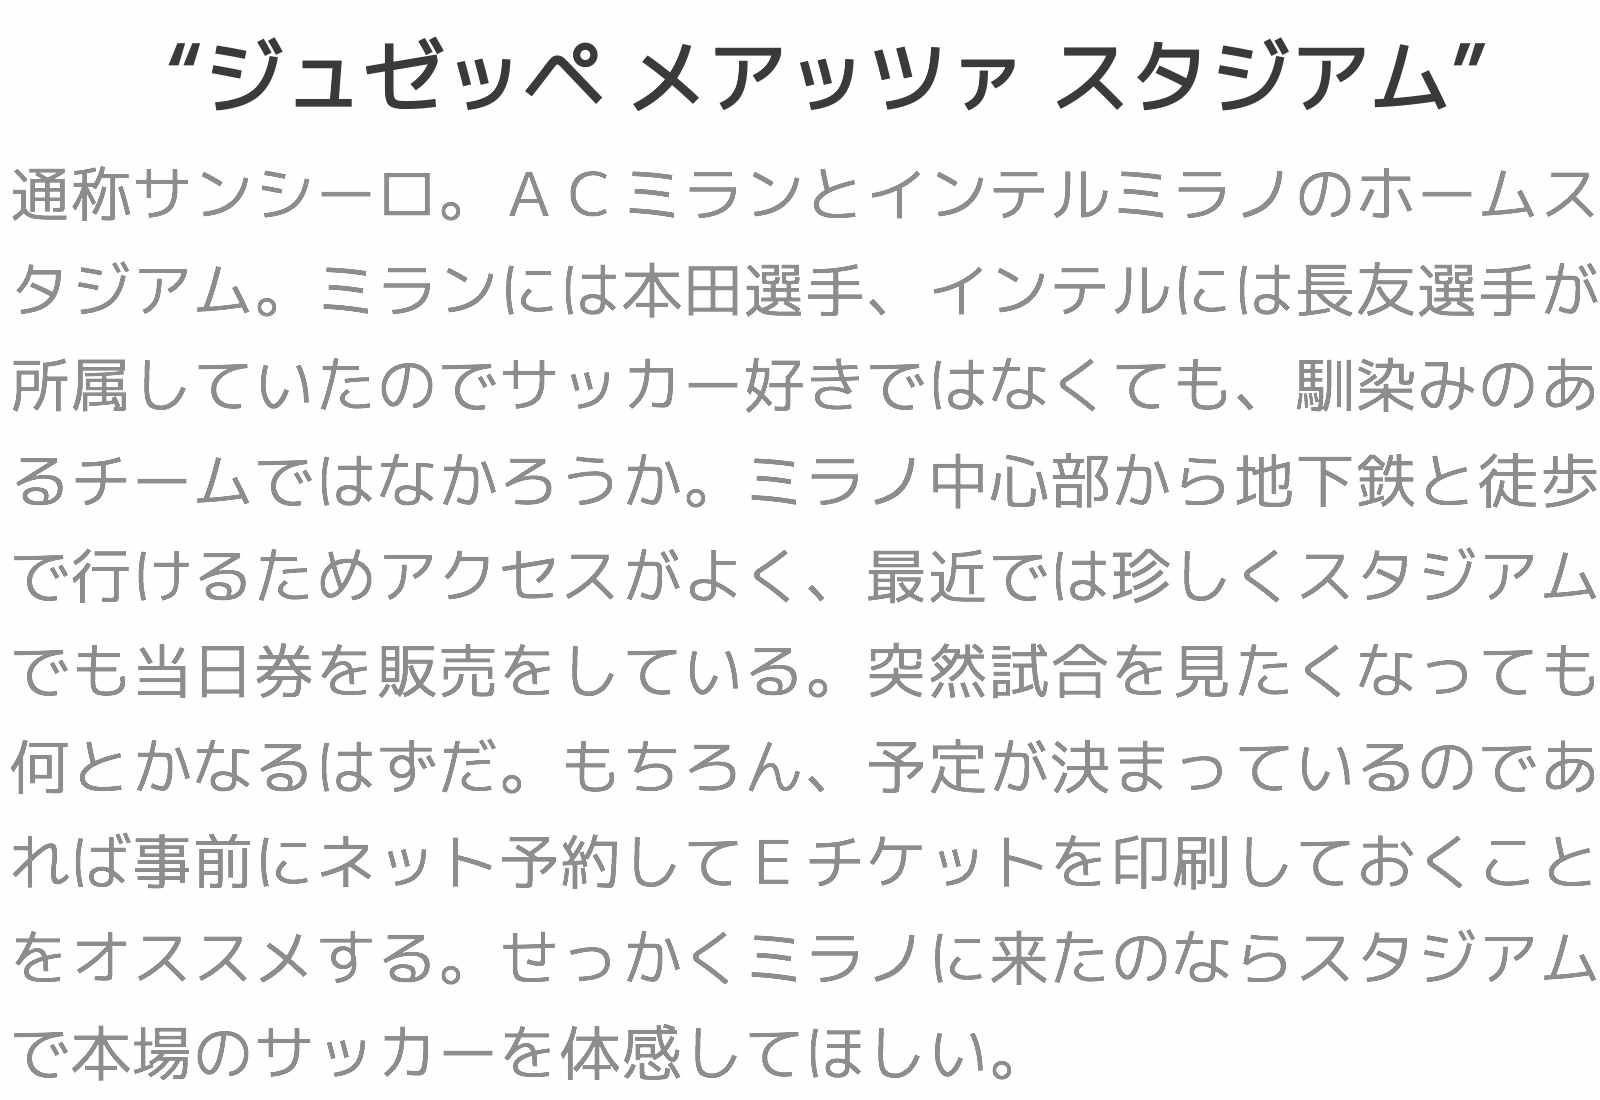 “ジュゼッペ メアッツァ スタジアム”
通称サンシーロ。ＡＣミランとインテルミラノのホームス
タジアム。ミランには本田選手、インテルには長友選手が
所属していたのでサッカー好きではなくても、馴染みのあ
るチームではなかろうか。ミラノ中心部から地下鉄と徒歩
で行けるためアクセスがよく、最近では珍しくスタジアム
でも当日券を販売をしている。突然試合を見たくなっても
何とかなるはずだ。もちろん、予定が決まっているのであ
れば事前にネット予約してＥチケットを印刷しておくこと
をオススメする。せっかくミラノに来たのならスタジアム
で本場のサッカーを体感してほしい。